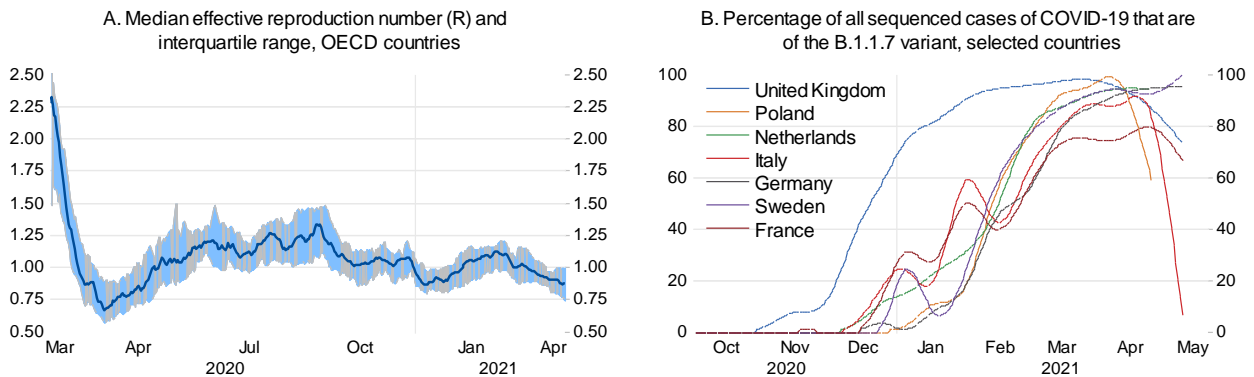 A. Median effective reproduction number (R) and
interquartile range, OECD countries
2.50 2.50
2.25 2.25
2.00 2.00
1.75 1.75
1.50 1.50
1.25 1.25
1.00 1.00
0.75 0.75
0.50 0.50
Mar Apr Jul Oct Jan Apr
2020 2021
B. Percentage of all sequenced cases of COVID-19 that are
of the B.1.1.7 variant, selected countries
100 100
80 80
60 60
40 40
20 20
0 0
United Kingdom
Poland
Netherlands
Italy
Germany
Sweden
France
Oct Nov Dec Jan Feb Mar Apr May
2020 2021